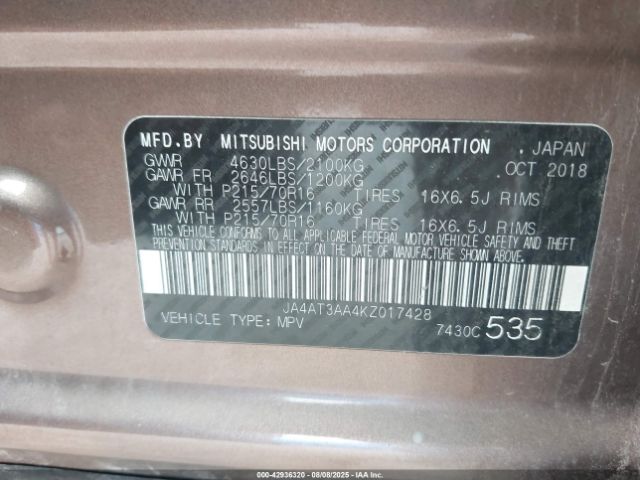 MFD.BY MITSUBISHI MOTORS CORPORATION . JAPAN
GVWR 4630LBS/2100KG OCT 2018
GAWR FR 2646LBS/1200KG
WITH P215/70R16 TIRES 16X6.5J RIMS
GAWR RR 2557LBS/1160KG
WITH P215/70R16 TIRES 16X6.5J RIMS
THIS VEHICLE CONFORMS TO ALL APPLICABLE FEDERAL MOTOR VEHICLE SAFETY AND THEFT
PREVENTION STANDARDS IN EFFECT ON THE DATE OF MANUFACTURE SHOWN ABOVE.
JA4AT3AA4KZ017428
VEHICLE TYPE: MPV 7430C 535
000-42936320 - 08/08/2025 - IAAI.COM